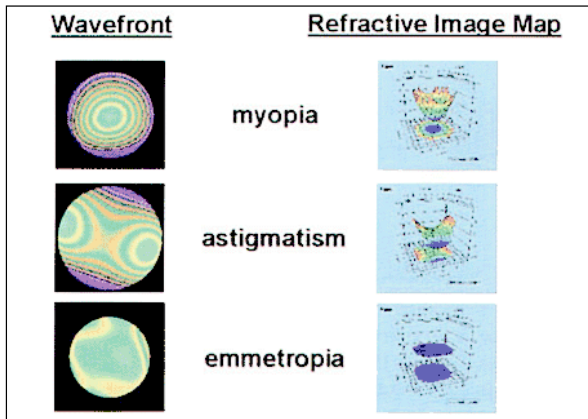 Wavefront
Refractive Image Map
myopia
astigmatism
emmetropia